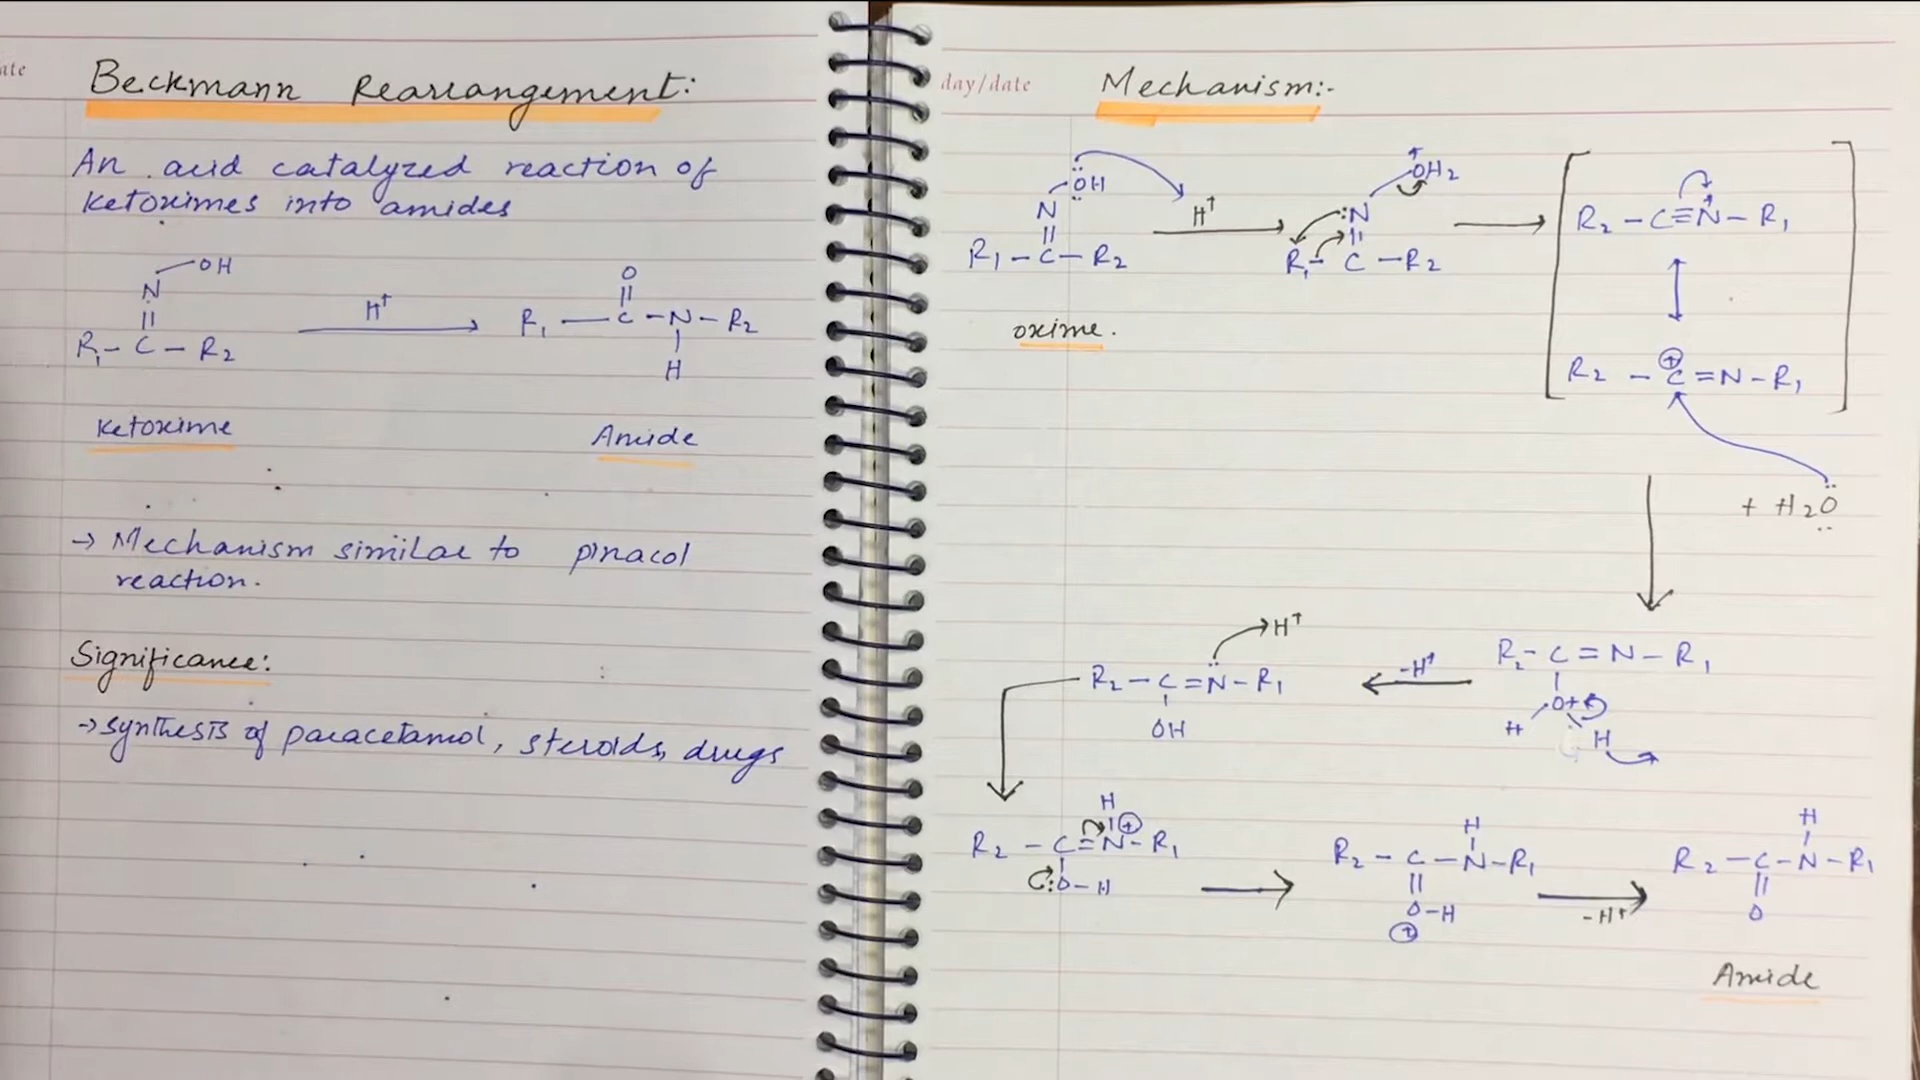 ate
Beckmann Rearrangement:
An acid catalyzed reaction of
ketoximes into amides
OH
N
||
R₁ - C - R₂
H⁺
O
||
R₁ — C - N - R₂
|
H
Ketoxime
Amide
→ Mechanism similar to pinacol
reaction.
Significance:
→ synthesis of paracetamol, steroids, drugs
day/date
Mechanism:-
ÖH
N
||
R₁ - C - R₂
oxime.
H⁺
⁺OH₂
:N
||
R₁ - C - R₂
R₂ - C ≡ N⁺ - R₁
R₂ - C⊕ = N - R₁
+ H₂O
R₂ - C = N - R₁
|
O+
H
H
-H⁺
H⁺
R₂ - C = N̈ - R₁
|
OH
H
| ⊕
R₂ - C = N - R₁
|
:O - H
H
|
R₂ - C - N - R₁
||
O - H
⊕
-H⁺
H
|
R₂ - C - N - R₁
||
O
Amide